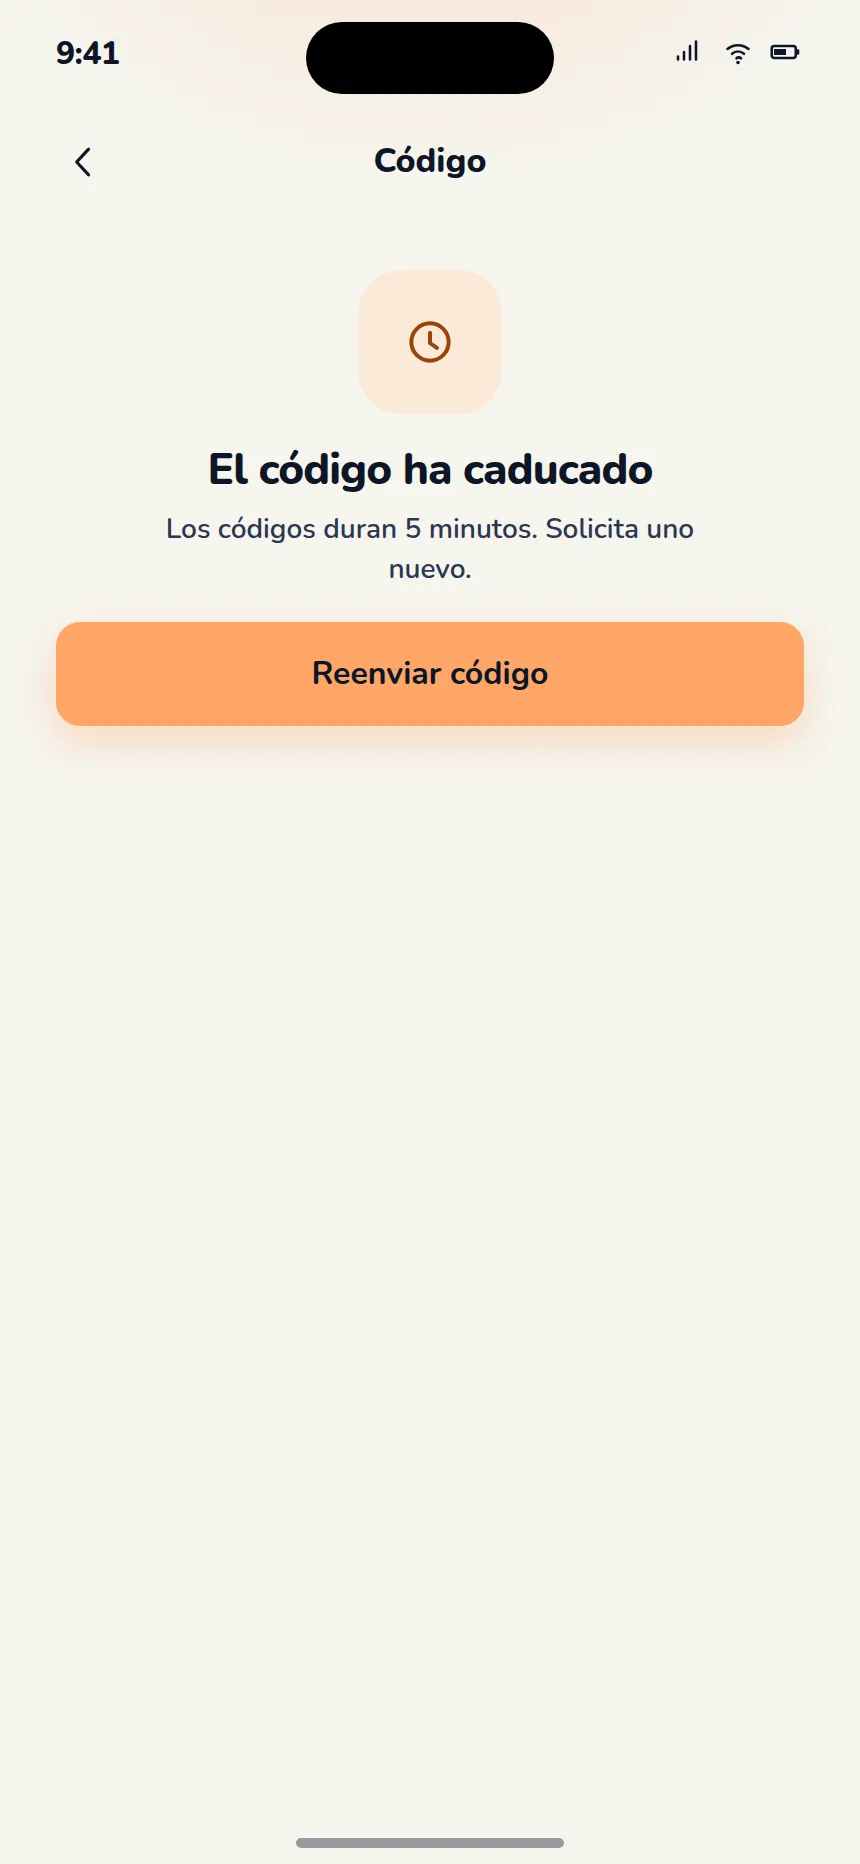 9:41
Código
El código ha caducado
Los códigos duran 5 minutos. Solicita uno
nuevo.
Reenviar código